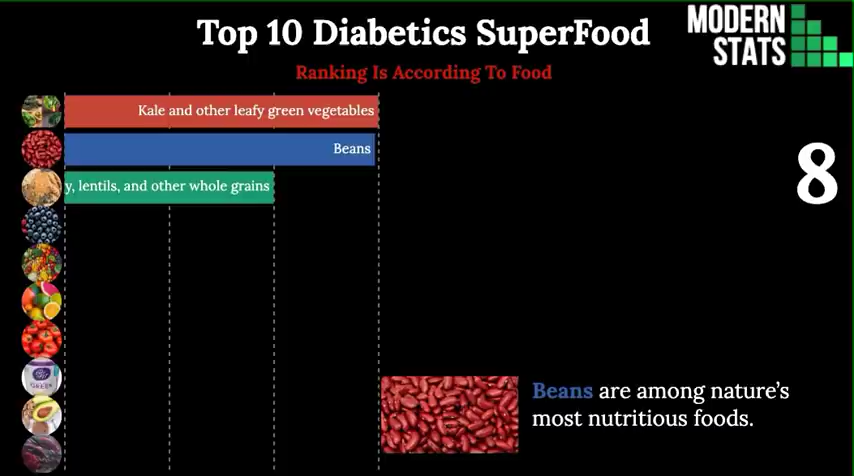 Top 10 Diabetics SuperFood
MODERN
STATS
Ranking Is According To Food
Kale and other leafy green vegetables
Beans
y, lentils, and other whole grains
8
GREEK
Beans are among nature's
most nutritious foods.